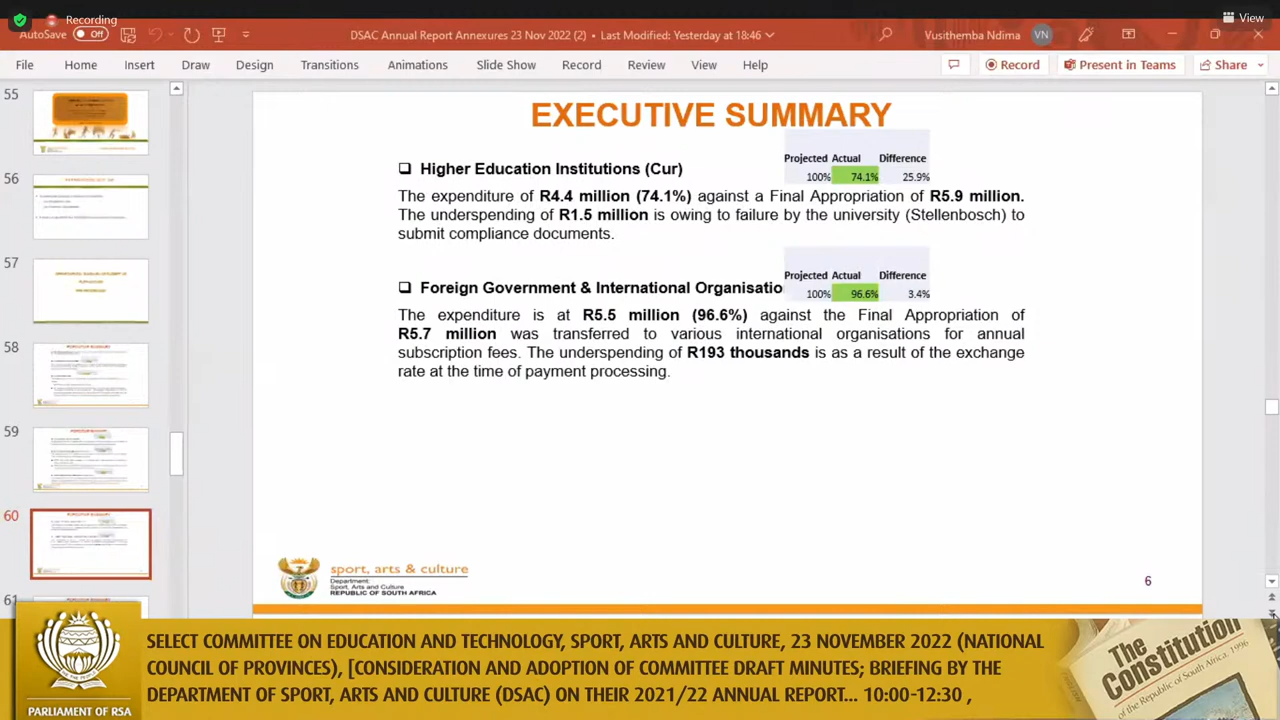 Recording
View
AutoSave Off
DSAC Annual Report Annexures 23 Nov 2022 (2) • Last Modified: Yesterday at 18:46
Vusithemba Ndima VN
File Home Insert Draw Design Transitions Animations Slide Show Record Review View Help
Record Present in Teams Share
55
56
57
58
59
60
61
EXECUTIVE SUMMARY
Projected Actual Difference
100% 74.1% 25.9%
❑ Higher Education Institutions (Cur)
The expenditure of R4.4 million (74.1%) against a Final Appropriation of R5.9 million.
The underspending of R1.5 million is owing to failure by the university (Stellenbosch) to
submit compliance documents.
Projected Actual Difference
100% 96.6% 3.4%
❑ Foreign Government & International Organisatio
The expenditure is at R5.5 million (96.6%) against the Final Appropriation of
R5.7 million was transferred to various international organisations for annual
subscription fees. The underspending of R193 thousands is as a result of the exchange
rate at the time of payment processing.
sport, arts & culture
Department:
Sport, Arts and Culture
REPUBLIC OF SOUTH AFRICA
6
PARLIAMENT OF RSA
SELECT COMMITTEE ON EDUCATION AND TECHNOLOGY, SPORT, ARTS AND CULTURE, 23 NOVEMBER 2022 (NATIONAL
COUNCIL OF PROVINCES), [CONSIDERATION AND ADOPTION OF COMMITTEE DRAFT MINUTES; BRIEFING BY THE
DEPARTMENT OF SPORT, ARTS AND CULTURE (DSAC) ON THEIR 2021/22 ANNUAL REPORT... 10:00-12:30 ,
The
Constitution
of the Republic of South Africa, 1996